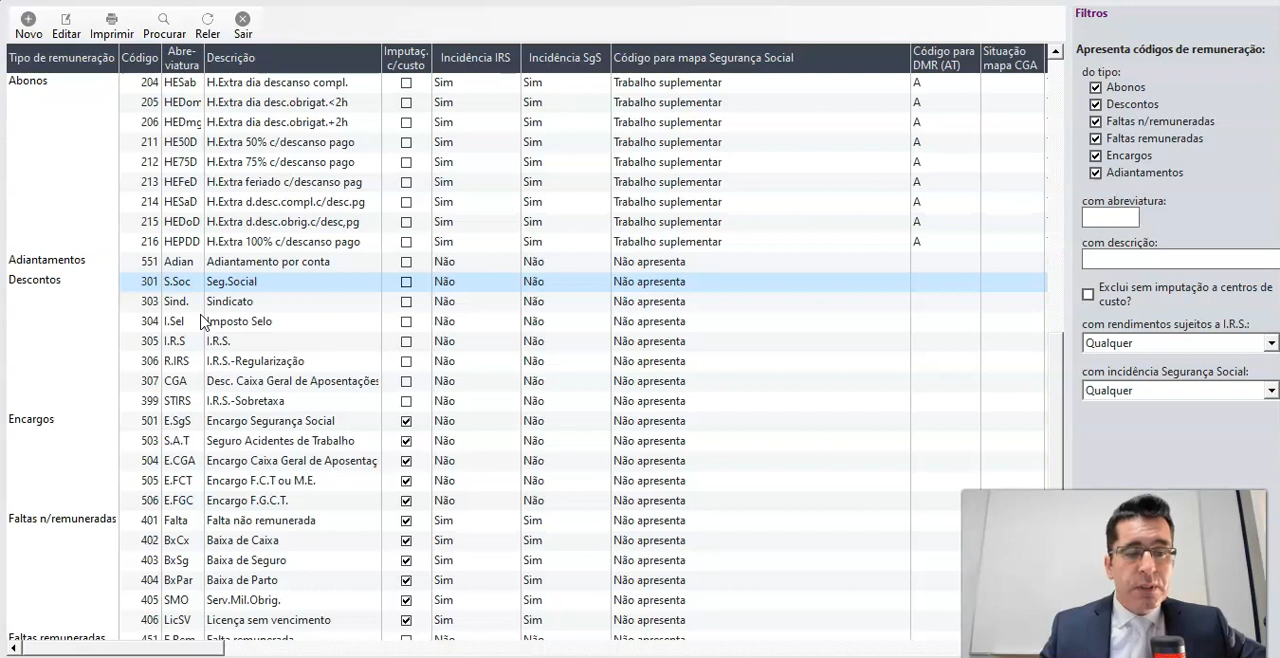 Novo Editar Imprimir Procurar Reler Sair
Tipo de remuneração Código Abre-viatura Descrição Imputaç. c/custo Incidência IRS Incidência SgS Código para mapa Segurança Social Código para DMR (AT) Situação mapa CGA
Abonos 204 HESab H.Extra dia descanso compl. Sim Sim Trabalho suplementar A
205 HEDom H.Extra dia desc.obrigat.<2h Sim Sim Trabalho suplementar A
206 HEDmg H.Extra dia desc.obrigat.+2h Sim Sim Trabalho suplementar A
211 HE50D H.Extra 50% c/descanso pago Sim Sim Trabalho suplementar A
212 HE75D H.Extra 75% c/descanso pago Sim Sim Trabalho suplementar A
213 HEFeD H.Extra feriado c/descanso pag Sim Sim Trabalho suplementar A
214 HESaD H.Extra d.desc.compl.c/desc.pg Sim Sim Trabalho suplementar A
215 HEDoD H.Extra d.desc.obrig.c/desc,pg Sim Sim Trabalho suplementar A
216 HEPDD H.Extra 100% c/descanso pago Sim Sim Trabalho suplementar A
Adiantamentos 551 Adian Adiantamento por conta Não Não Não apresenta
Descontos 301 S.Soc Seg.Social Não Não Não apresenta
303 Sind. Sindicato Não Não Não apresenta
304 I.Sel Imposto Selo Não Não Não apresenta
305 I.R.S I.R.S. Não Não Não apresenta
306 R.IRS I.R.S.-Regularização Não Não Não apresenta
307 CGA Desc. Caixa Geral de Aposentações Não Não Não apresenta
399 STIRS I.R.S.-Sobretaxa Não Não Não apresenta
Encargos 501 E.SgS Encargo Segurança Social Não Não Não apresenta
503 S.A.T Seguro Acidentes de Trabalho Não Não Não apresenta
504 E.CGA Encargo Caixa Geral de Aposentaç Não Não Não apresenta
505 E.FCT Encargo F.C.T ou M.E. Não Não Não apresenta
506 E.FGC Encargo F.G.C.T. Não Não Não apresenta
Faltas n/remuneradas 401 Falta Falta não remunerada Sim Sim Não apresenta
402 BxCx Baixa de Caixa Sim Sim Não apresenta
403 BxSg Baixa de Seguro Sim Sim Não apresenta
404 BxPar Baixa de Parto Sim Sim Não apresenta
405 SMO Serv.Mil.Obrig. Sim Sim Não apresenta
406 LicSV Licença sem vencimento Sim Sim Não apresenta
Faltas remuneradas 451 F.Rem Falta remunerada Não Não Não apresenta
Filtros
Apresenta códigos de remuneração:
do tipo:
Abonos
Descontos
Faltas n/remuneradas
Faltas remuneradas
Encargos
Adiantamentos
com abreviatura:
com descrição:
Exclui sem imputação a centros de
custo?
com rendimentos sujeitos a I.R.S.:
Qualquer
com incidência Segurança Social:
Qualquer